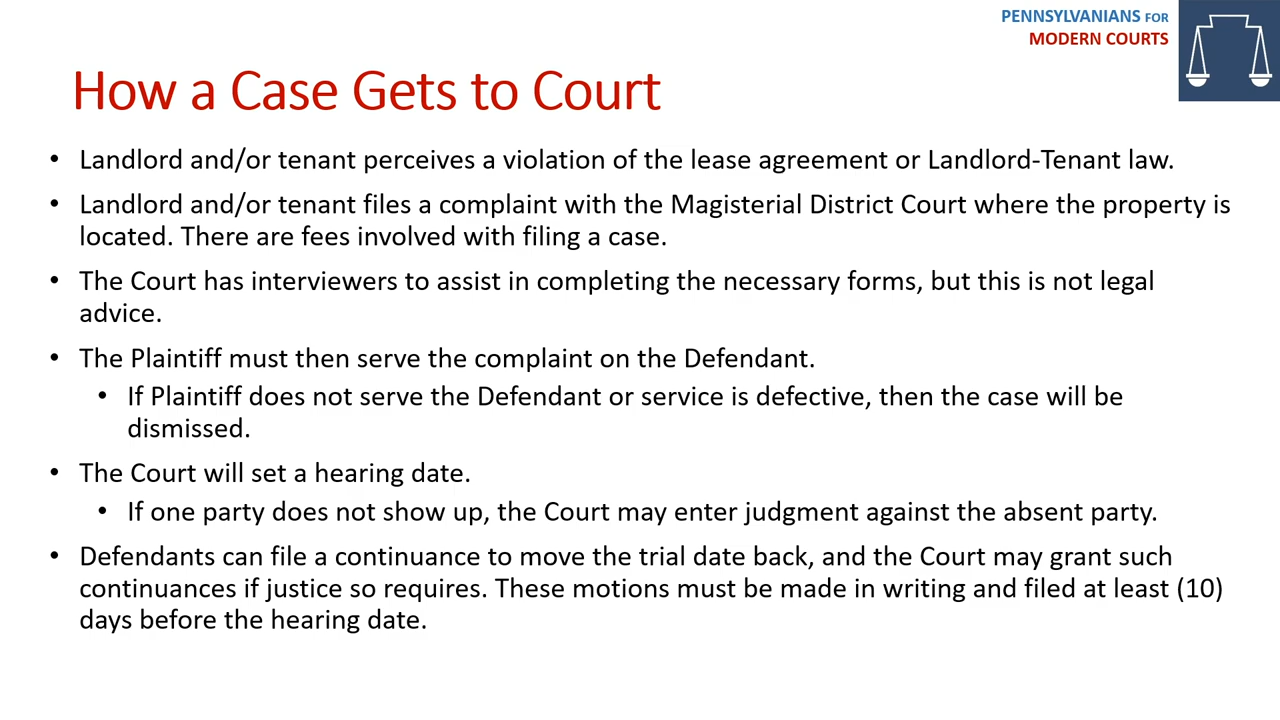 PENNSYLVANIANS FOR
MODERN COURTS
How a Case Gets to Court
• Landlord and/or tenant perceives a violation of the lease agreement or Landlord-Tenant law.
• Landlord and/or tenant files a complaint with the Magisterial District Court where the property is
located. There are fees involved with filing a case.
• The Court has interviewers to assist in completing the necessary forms, but this is not legal
advice.
• The Plaintiff must then serve the complaint on the Defendant.
• If Plaintiff does not serve the Defendant or service is defective, then the case will be
dismissed.
• The Court will set a hearing date.
• If one party does not show up, the Court may enter judgment against the absent party.
• Defendants can file a continuance to move the trial date back, and the Court may grant such
continuances if justice so requires. These motions must be made in writing and filed at least (10)
days before the hearing date.